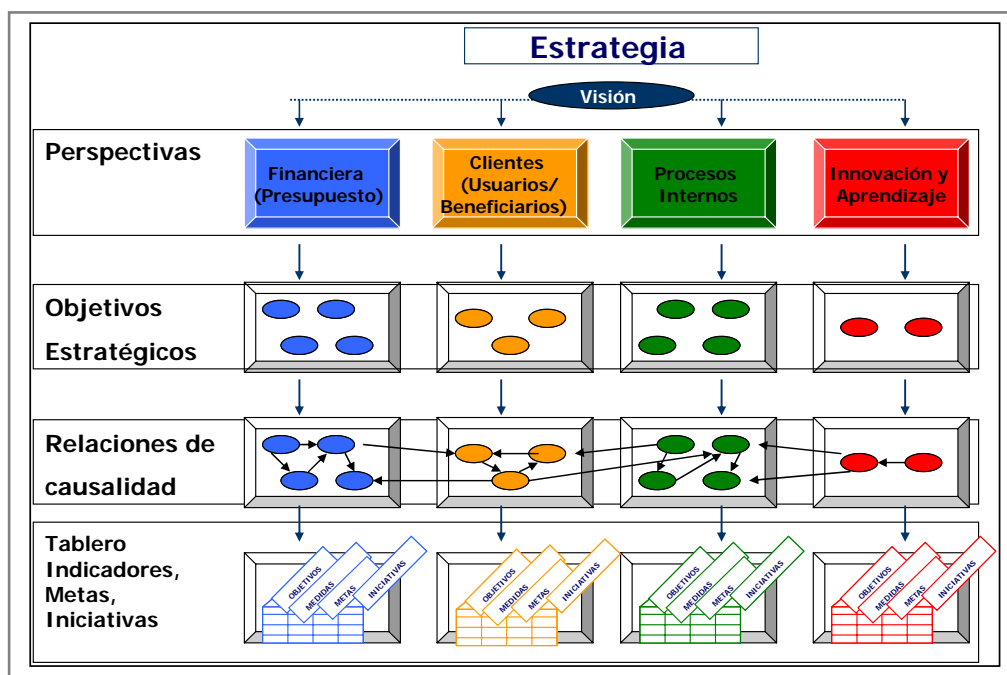 Estrategia
Visión
Perspectivas
Financiera
(Presupuesto)
Clientes
(Usuarios/
Beneficiarios)
Procesos
Internos
Innovación y
Aprendizaje
Objetivos
Estratégicos
Relaciones de
causalidad
Tablero
Indicadores,
Metas,
Iniciativas
OBJETIVOS
MEDIDAS
METAS
INICIATIVAS
OBJETIVOS
MEDIDAS
METAS
INICIATIVAS
OBJETIVOS
MEDIDAS
METAS
INICIATIVAS
OBJETIVOS
MEDIDAS
METAS
INICIATIVAS